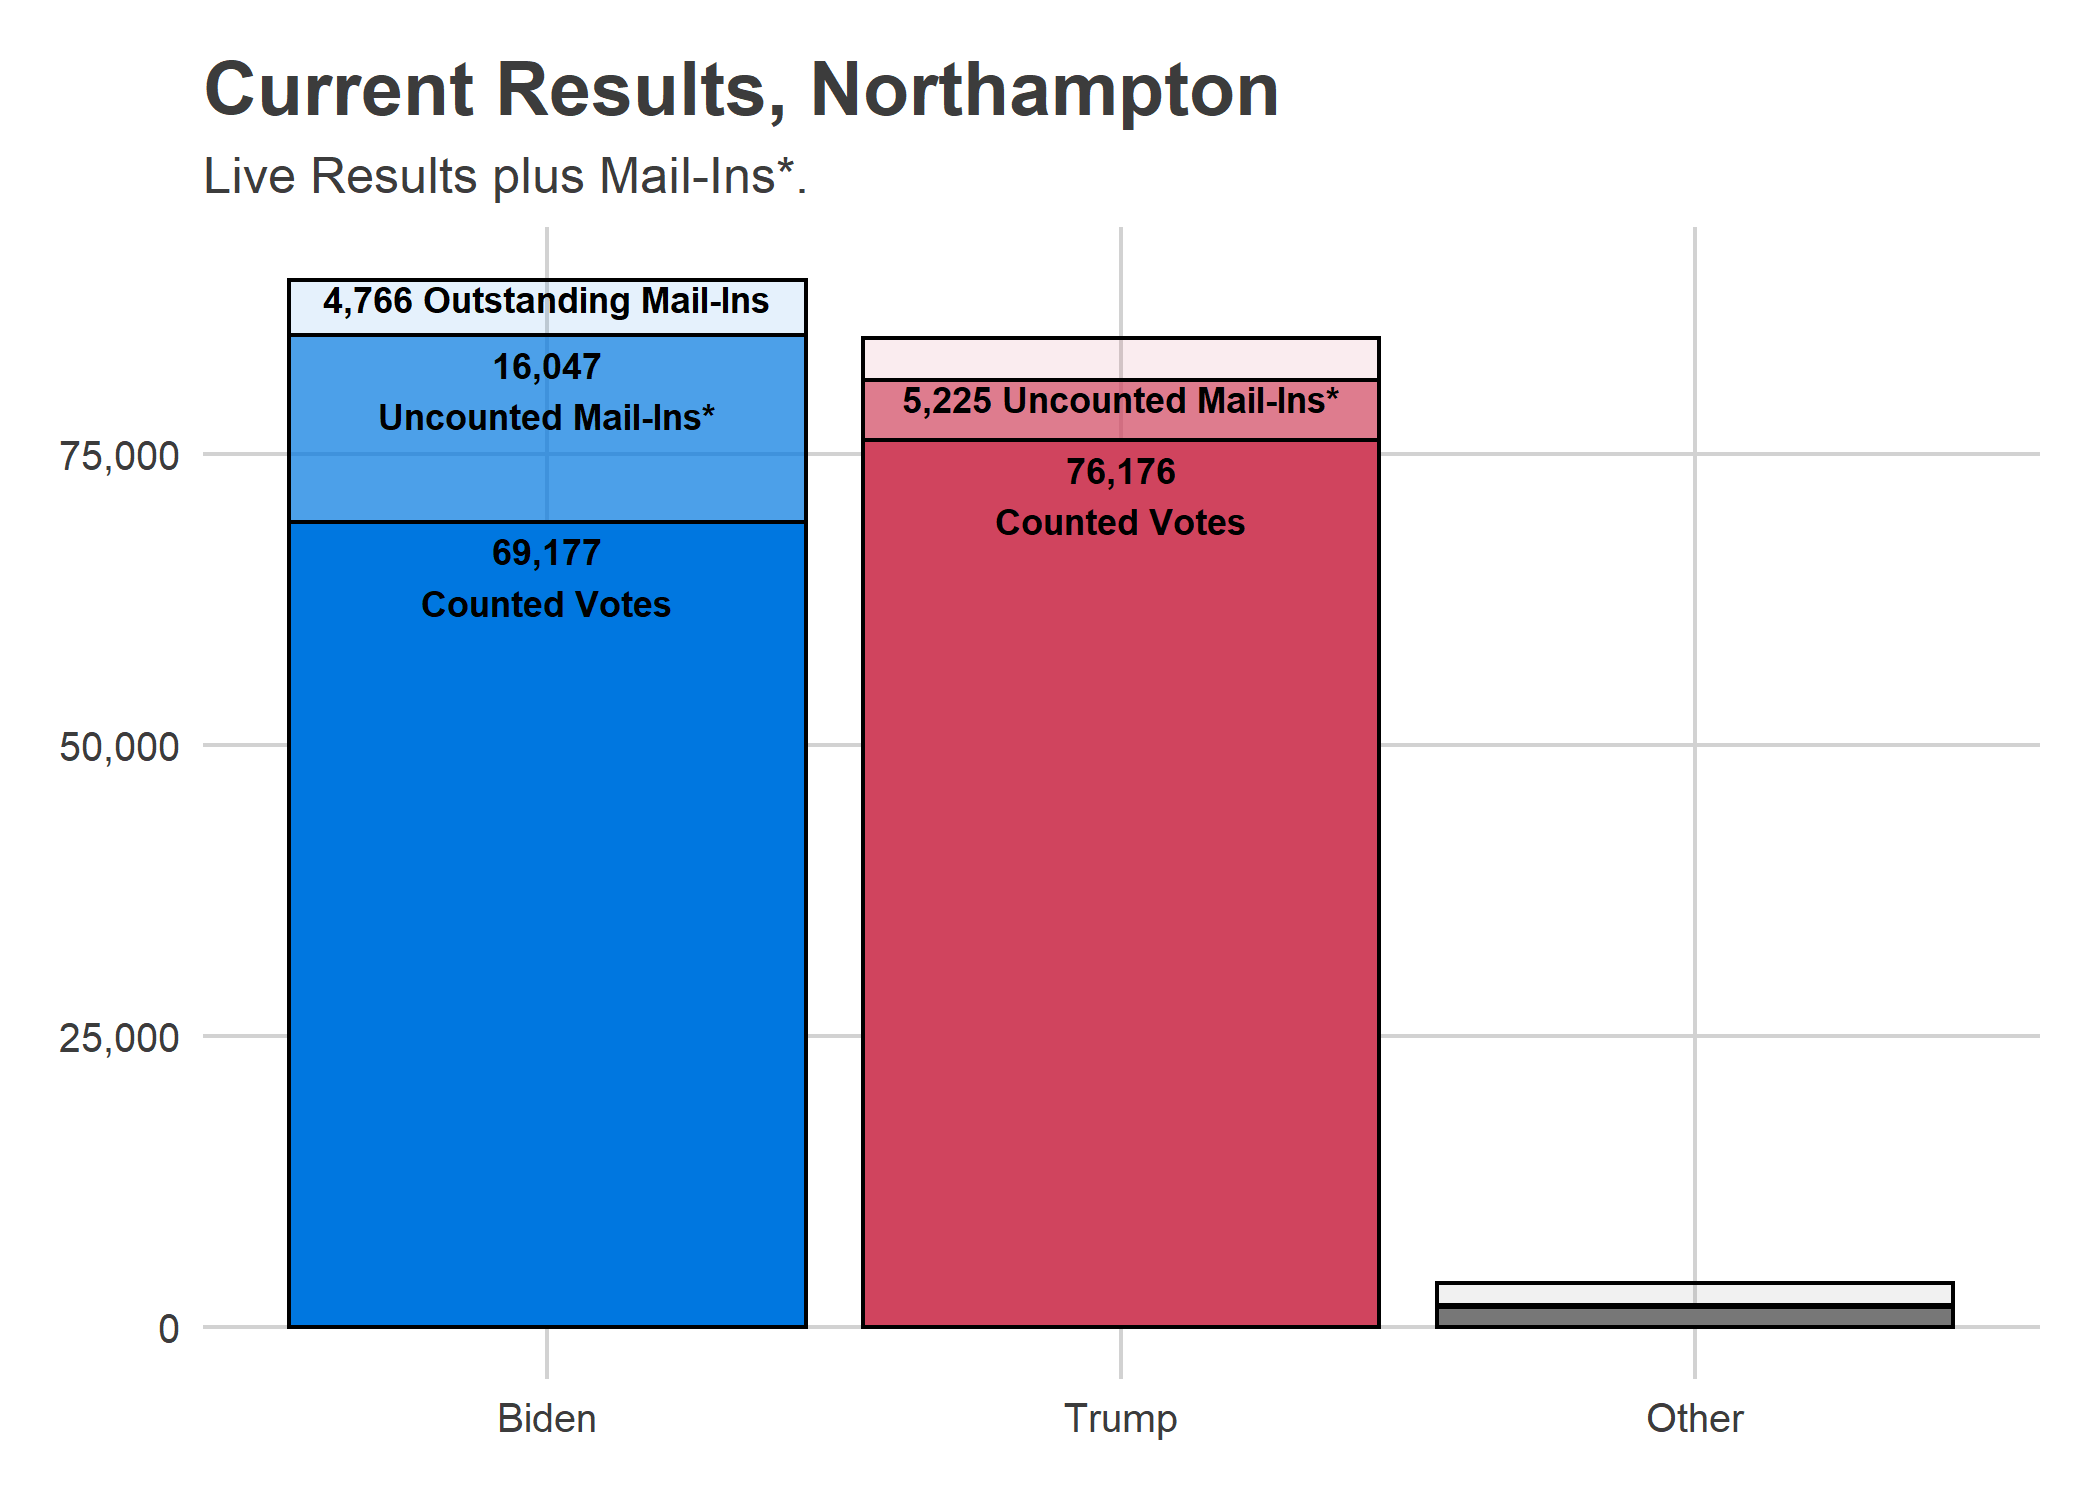 Current Results, Northampton
Live Results plus Mail-Ins*.
4,766 Outstanding Mail-Ins
16,047
Uncounted Mail-Ins*
69,177
Counted Votes
5,225 Uncounted Mail-Ins*
76,176
Counted Votes
75,000
50,000
25,000
0
Biden
Trump
Other